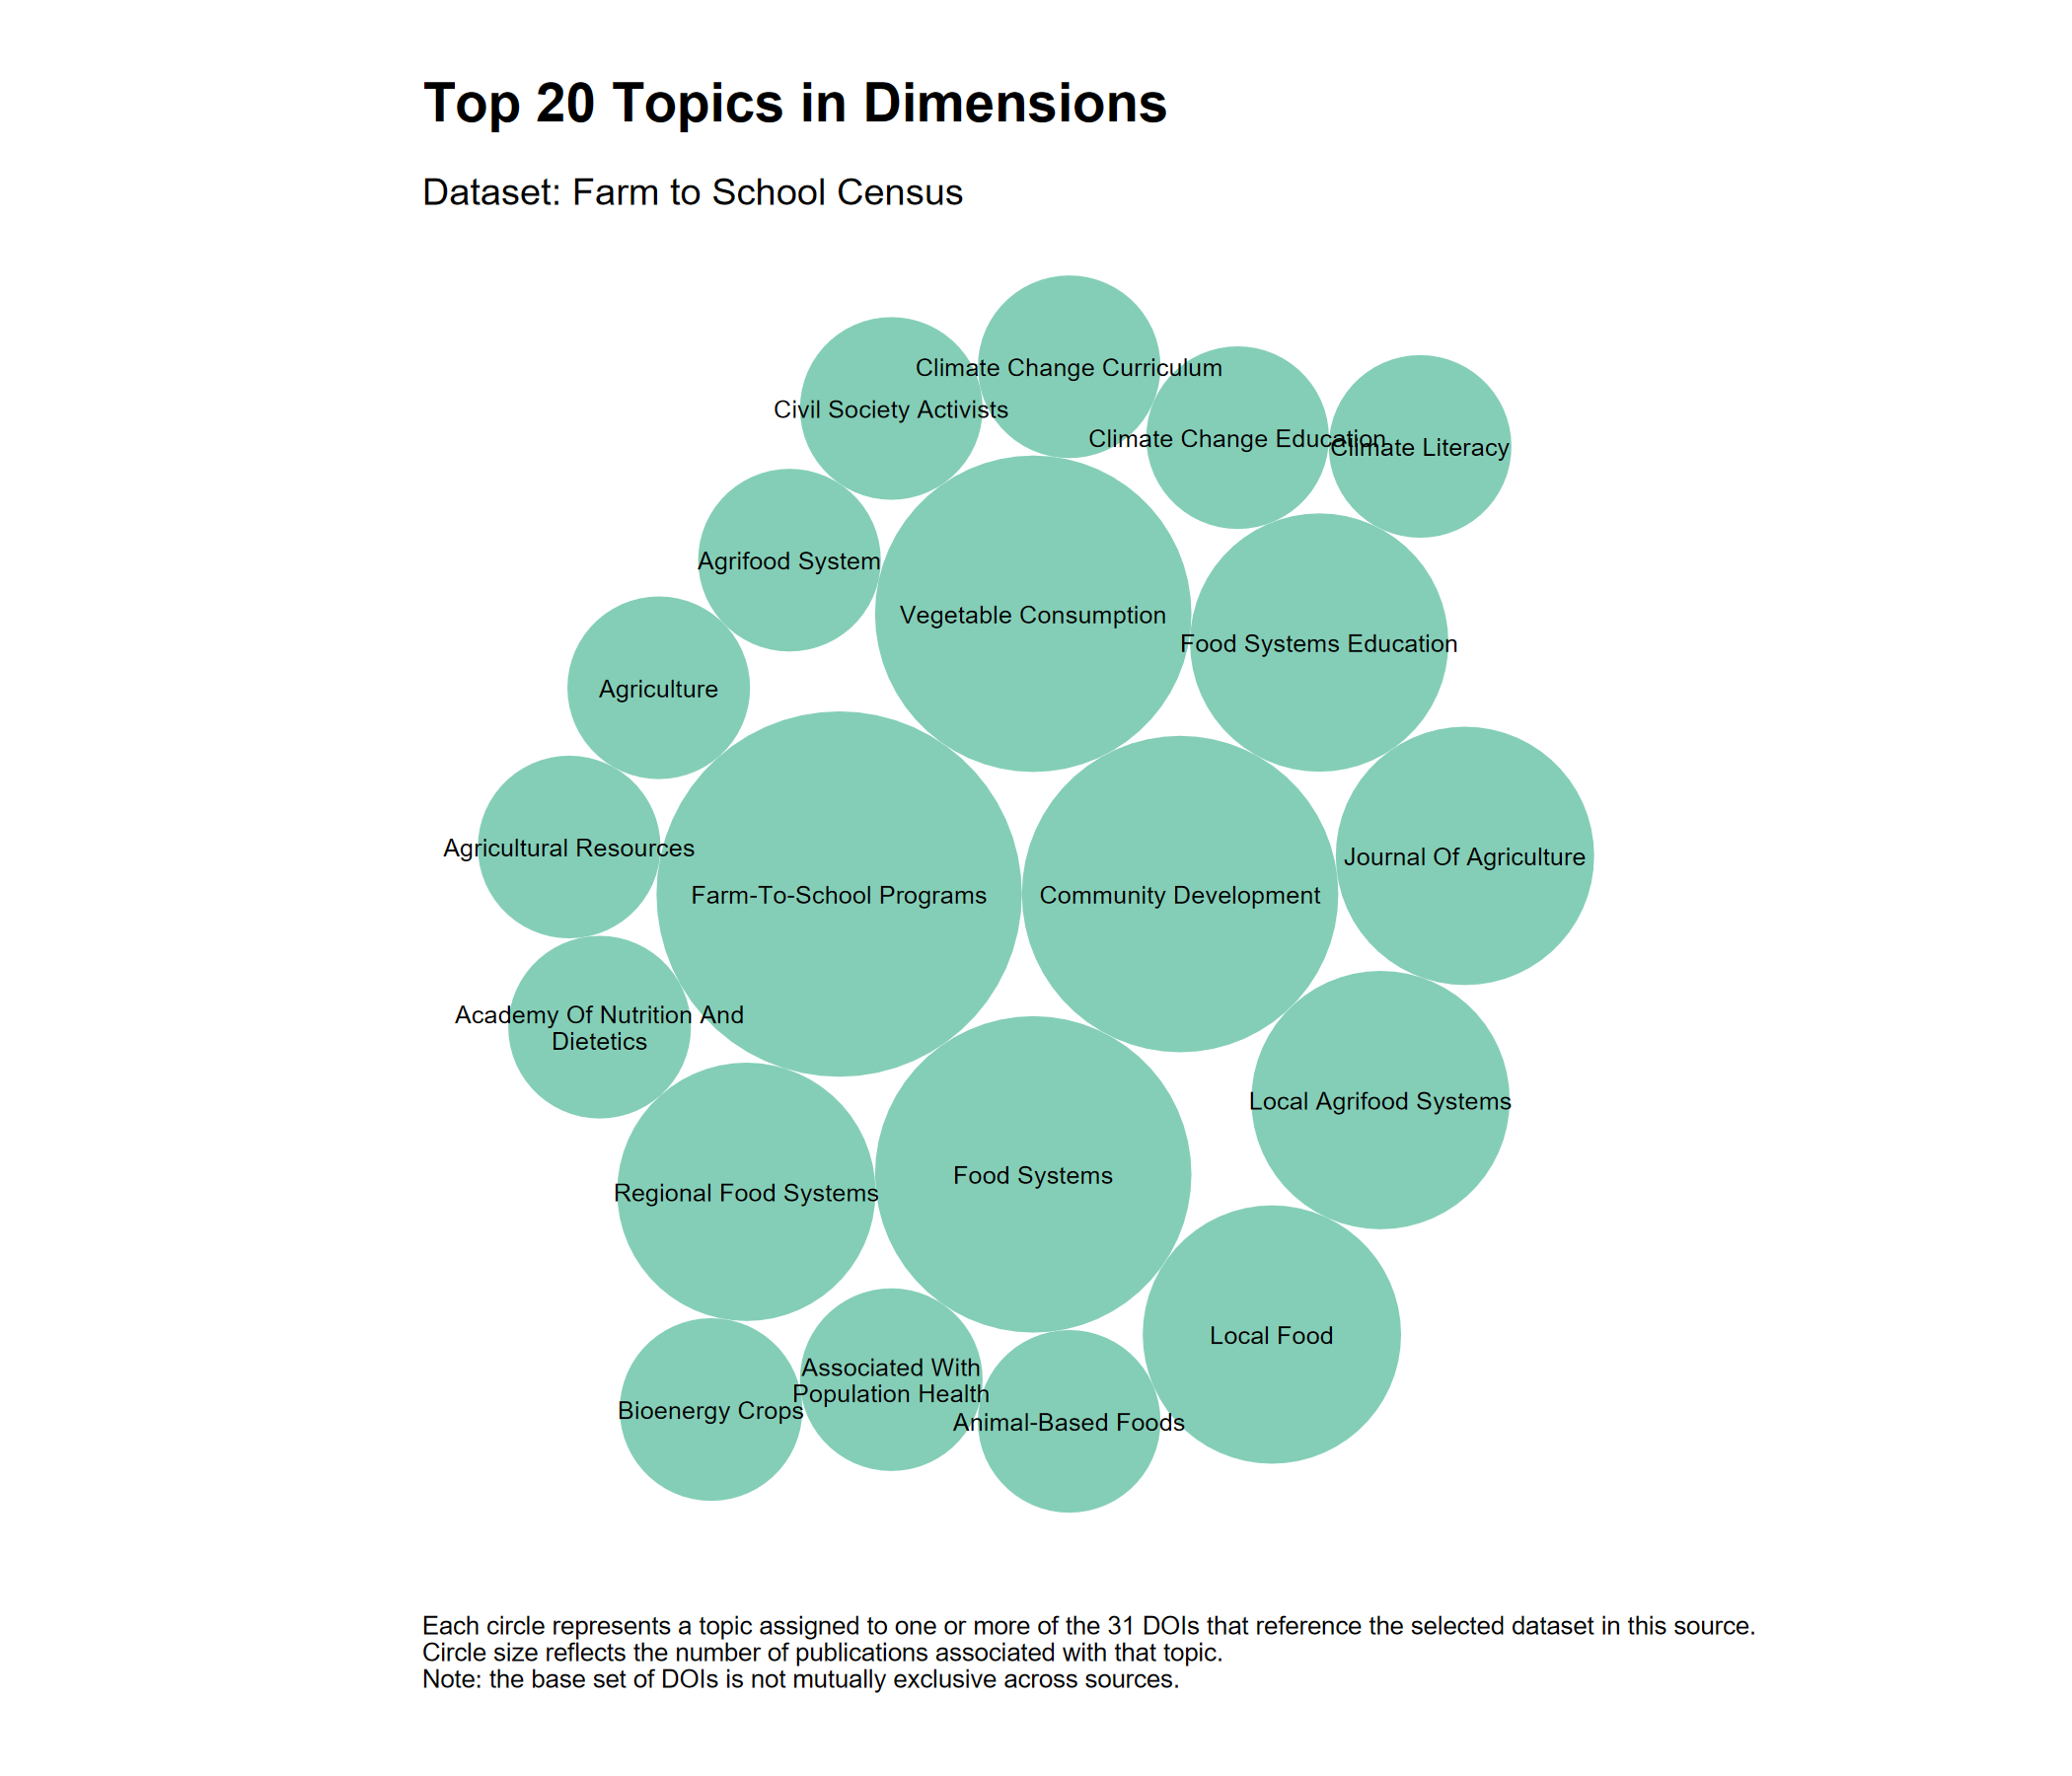 Top 20 Topics in Dimensions
Dataset: Farm to School Census
Climate Change Curriculum
Civil Society Activists
Climate Change Education
Climate Literacy
Agrifood System
Vegetable Consumption
Food Systems Education
Agriculture
Agricultural Resources
Journal Of Agriculture
Farm-To-School Programs
Community Development
Academy Of Nutrition And
Dietetics
Local Agrifood Systems
Food Systems
Regional Food Systems
Local Food
Associated With
Population Health
Bioenergy Crops
Animal-Based Foods
Each circle represents a topic assigned to one or more of the 31 DOIs that reference the selected dataset in this source.
Circle size reflects the number of publications associated with that topic.
Note: the base set of DOIs is not mutually exclusive across sources.